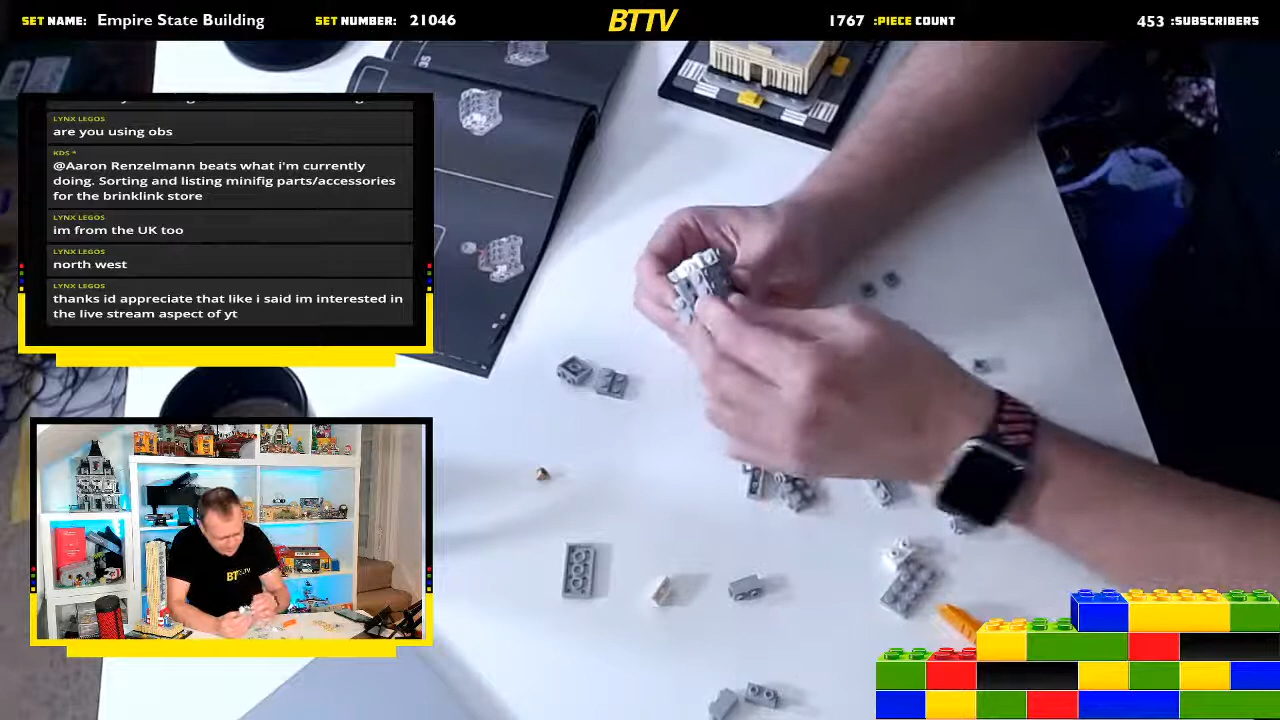 SET NAME: Empire State Building SET NUMBER: 21046 BTTV 1767 :PIECE COUNT 453 :SUBSCRIBERS
LYNX LEGOS
are you using obs
KDS *
@Aaron Renzelmann beats what i'm currently
doing. Sorting and listing minifig parts/accessories
for the brinklink store
LYNX LEGOS
im from the UK too
LYNX LEGOS
north west
LYNX LEGOS
thanks id appreciate that like i said im interested in
the live stream aspect of yt